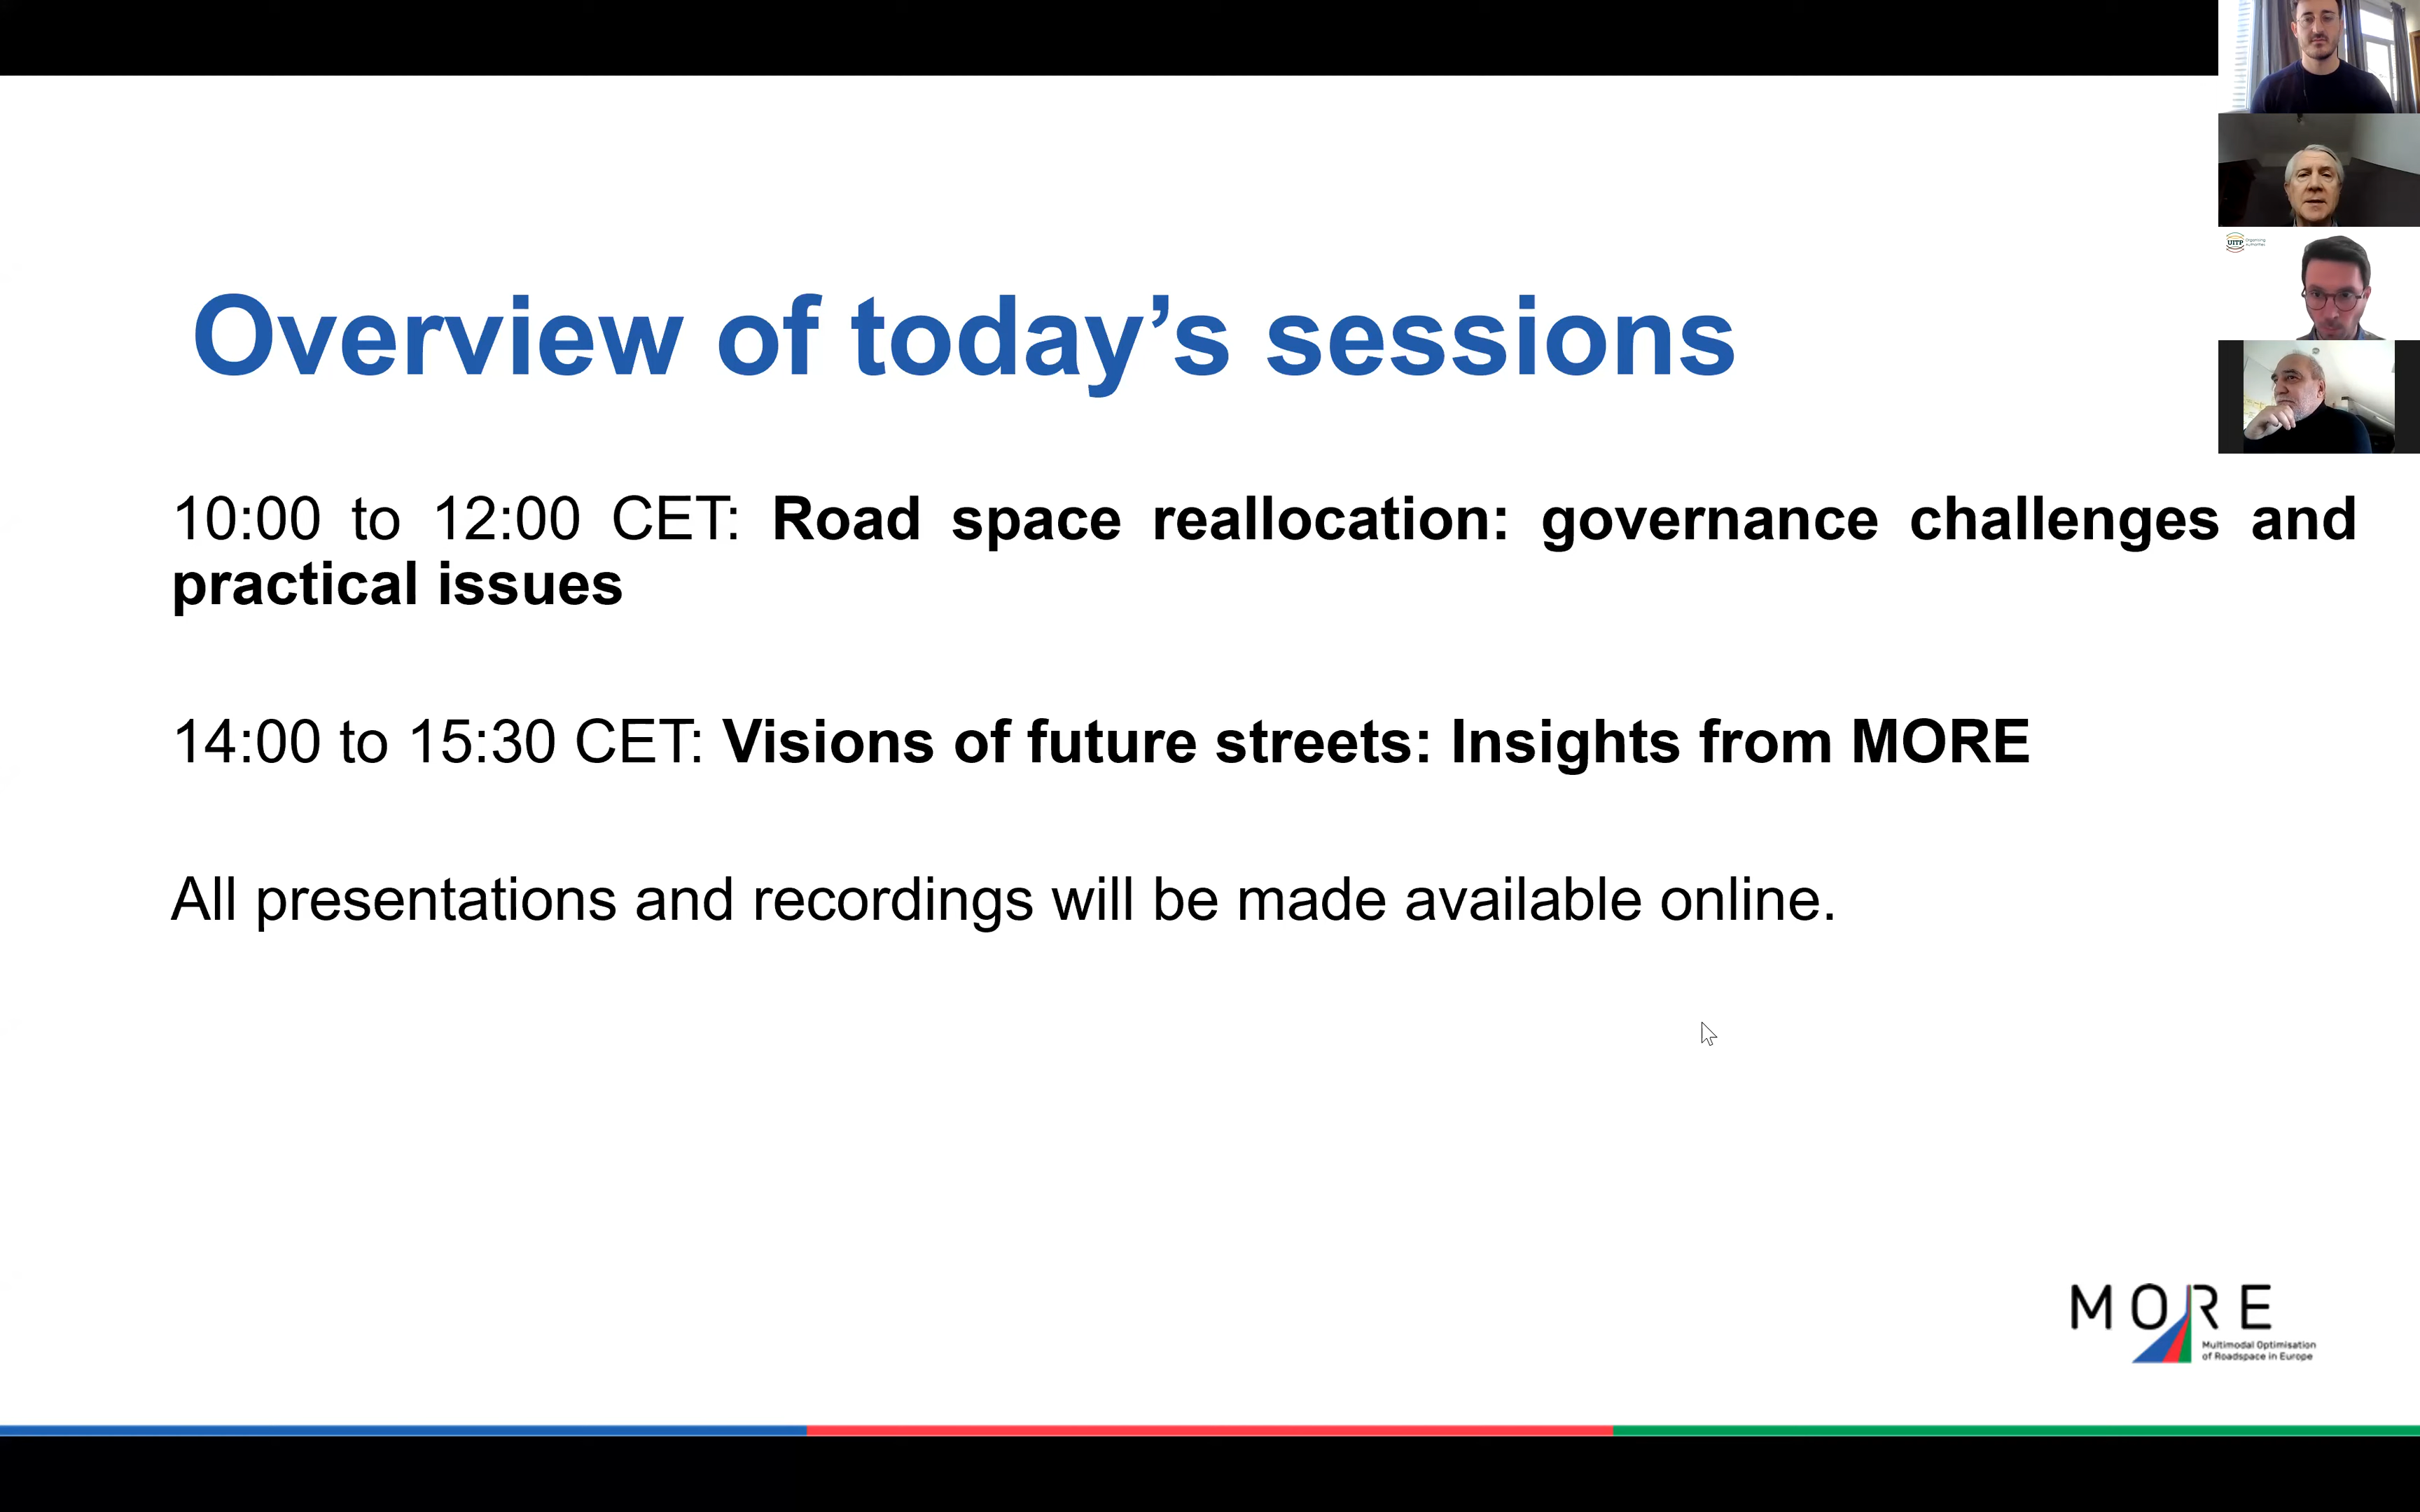 Overview of today’s sessions
10:00 to 12:00 CET: Road space reallocation: governance challenges and
practical issues
14:00 to 15:30 CET: Visions of future streets: Insights from MORE
All presentations and recordings will be made available online.
UITP
MORE
Multimodal Optimisation
of Roadspace in Europe